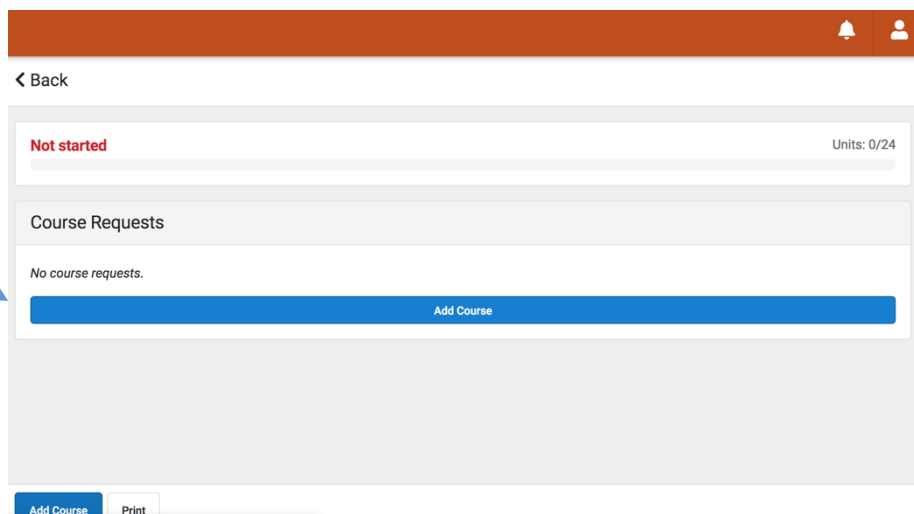 Back
Not started
Units: 0/24
Course Requests
No course requests.
Add Course
Add Course
Print